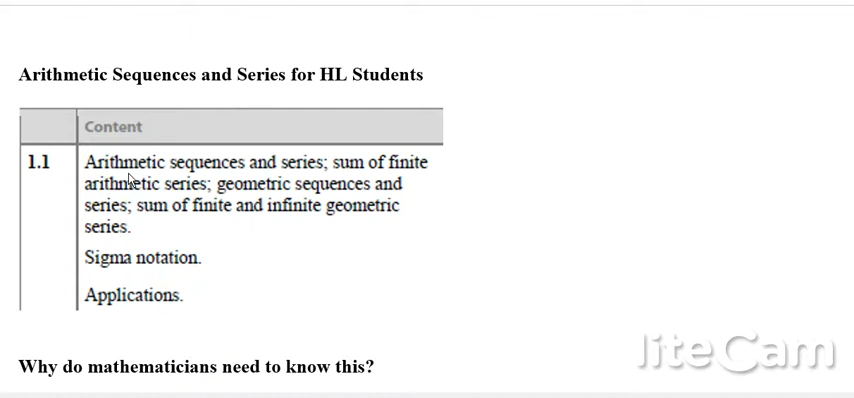 Arithmetic Sequences and Series for HL Students
Content
1.1 Arithmetic sequences and series; sum of finite
arithmetic series; geometric sequences and
series; sum of finite and infinite geometric
series.
Sigma notation.
Applications.
Why do mathematicians need to know this?
liteCam